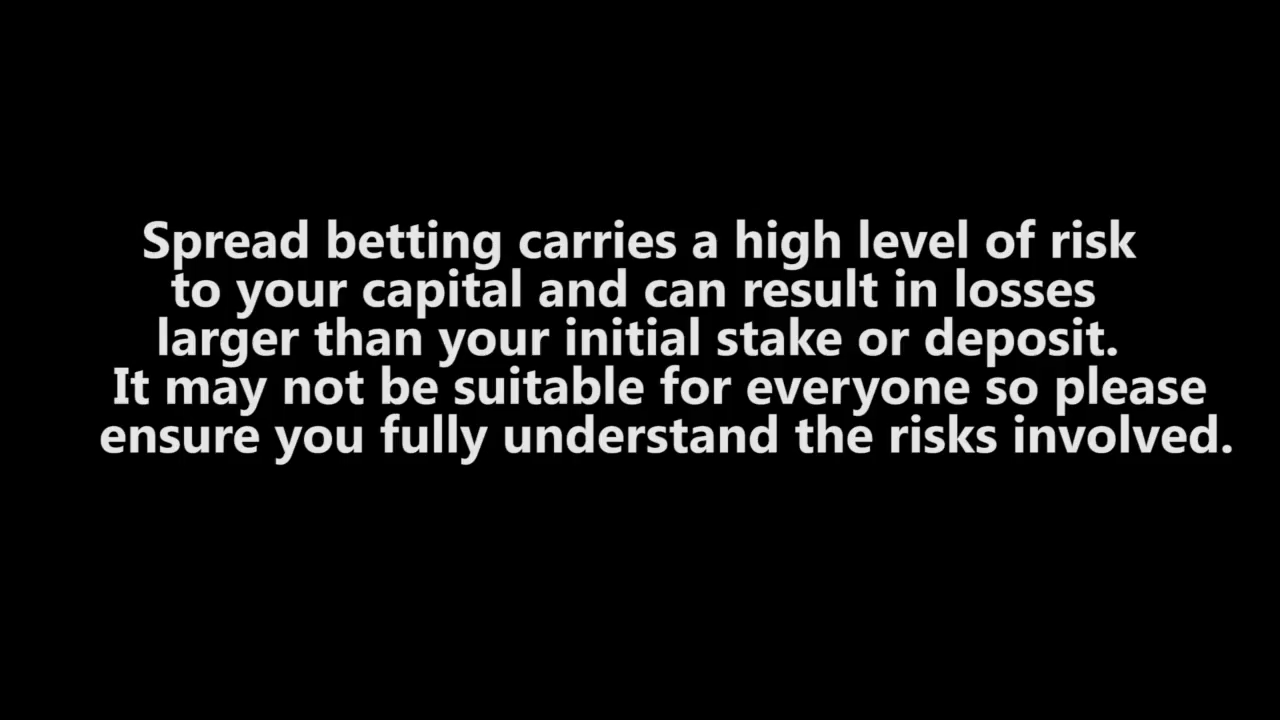 Spread betting carries a high level of risk
to your capital and can result in losses
larger than your initial stake or deposit.
It may not be suitable for everyone so please
ensure you fully understand the risks involved.